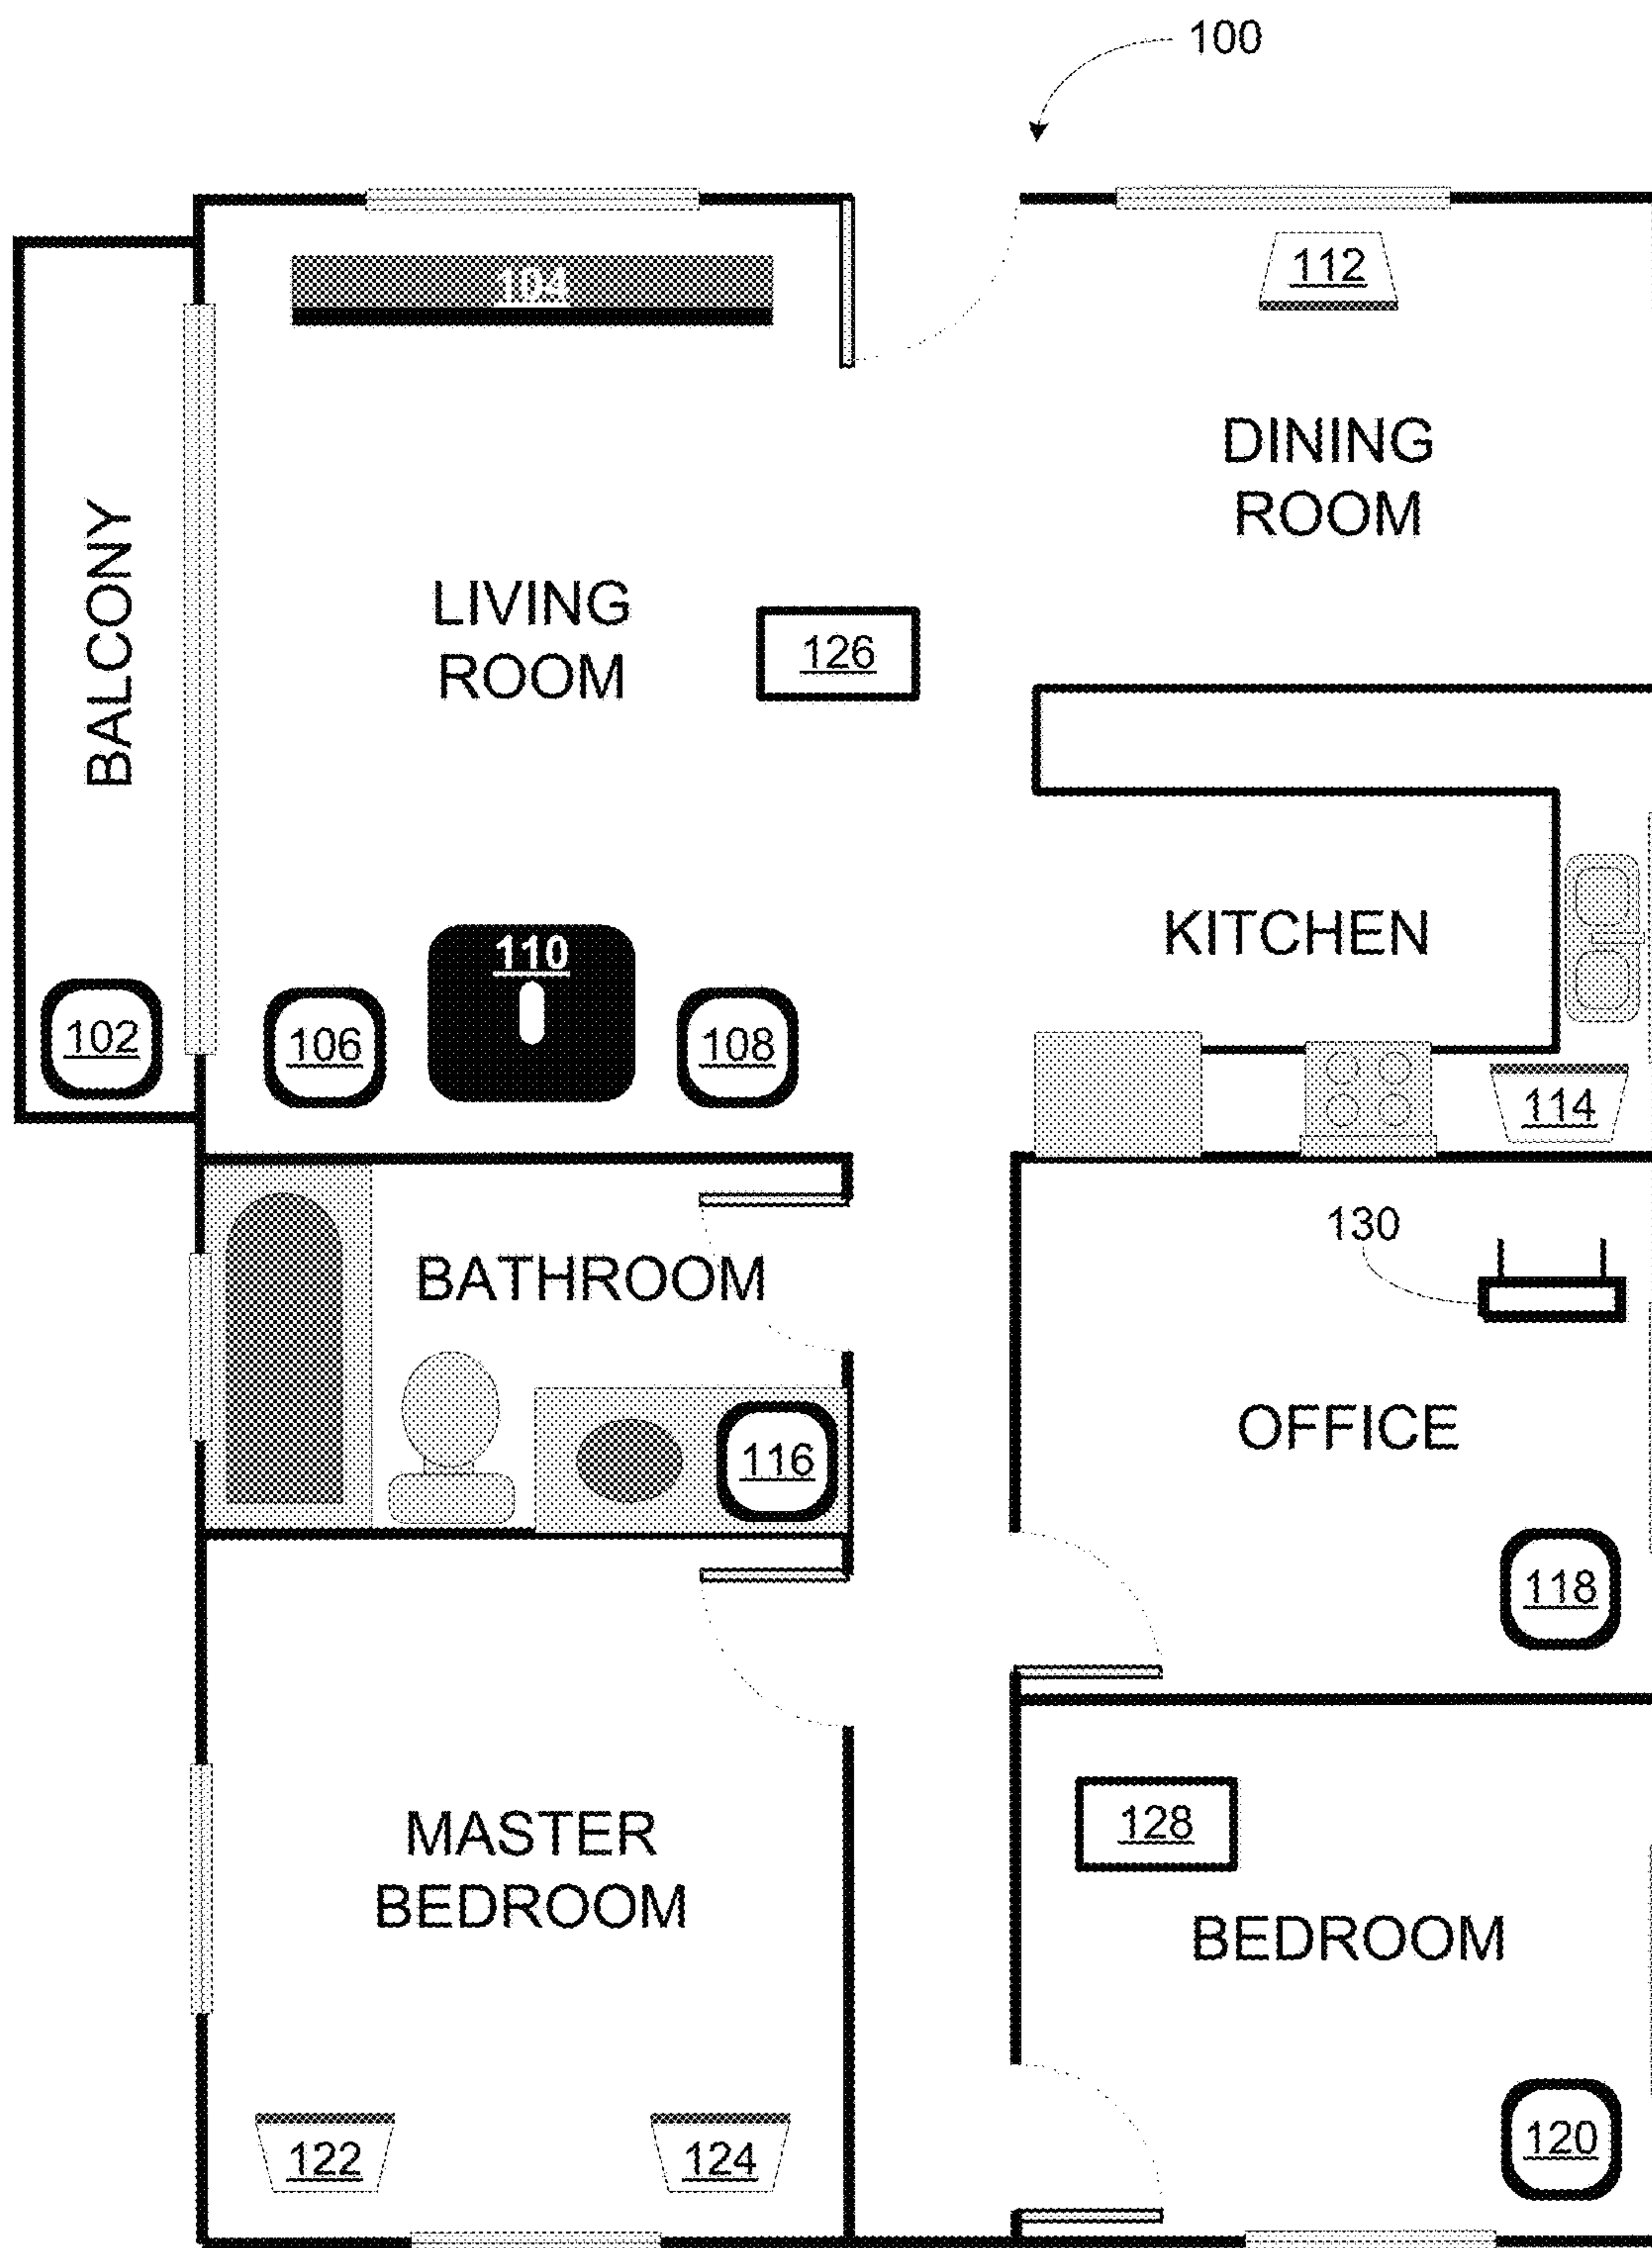 100
104
112
DINING
ROOM
BALCONY
LIVING
ROOM
126
110
KITCHEN
102
106
108
114
130
BATHROOM
OFFICE
116
118
128
MASTER
BEDROOM
BEDROOM
122
124
120